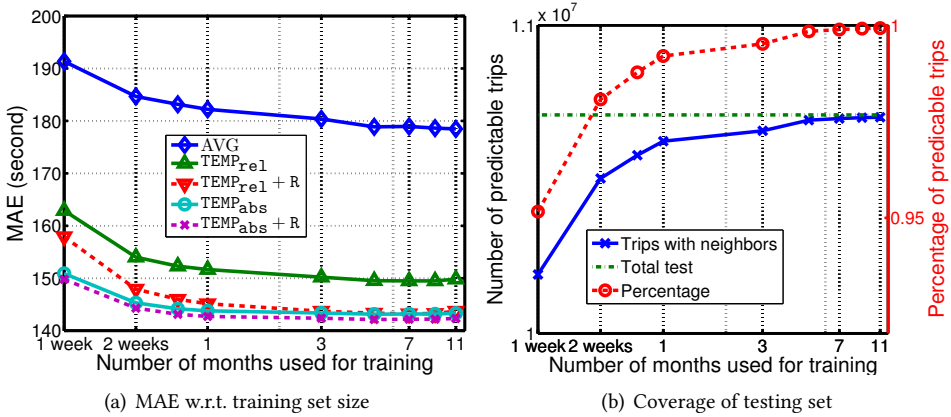 200
190
180
170
160
150
140
MAE (second)
AVG
TEMPrel
TEMPrel + R
TEMPabs
TEMPabs + R
1 week 2 weeks 1 3 7 11
Number of months used for training
(a) MAE w.r.t. training set size
x 10^7
1.1
1
Number of predictable trips
Trips with neighbors
Total test
Percentage
1
0.95
Percentage of predicable trips
1 week 2 weeks 1 3 7 11
Number of months used for training
(b) Coverage of testing set